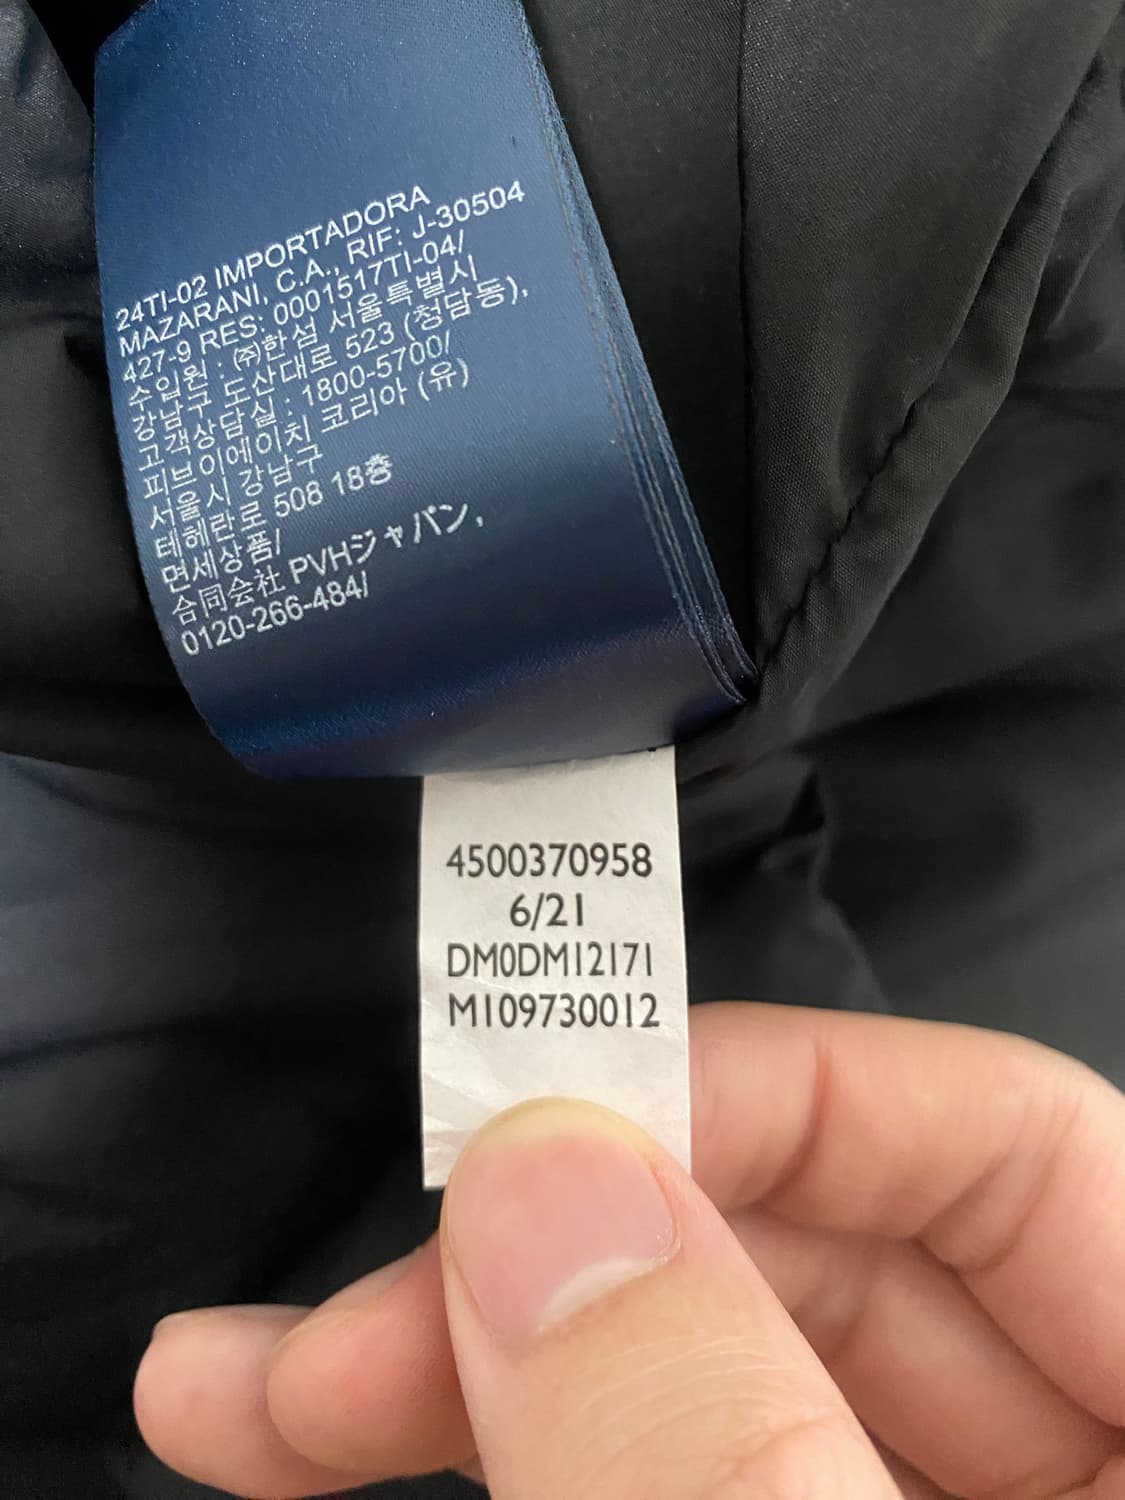 24TI-02 IMPORTADORA
MAZARANI, C.A., RIF: J-30504
427-9 RES: 0001517TI-04/
수입원 : ㈜한섬 서울특별시
강남구 도산대로 523 (청담동),
고객상담실 : 1800-5700/
피브이에이치 코리아 (유)
서울시 강남구
테헤란로 508 18층
면세상품/
合同会社 PVHジャパン,
0120-266-484/
4500370958
6/21
DM0DM12171
M109730012